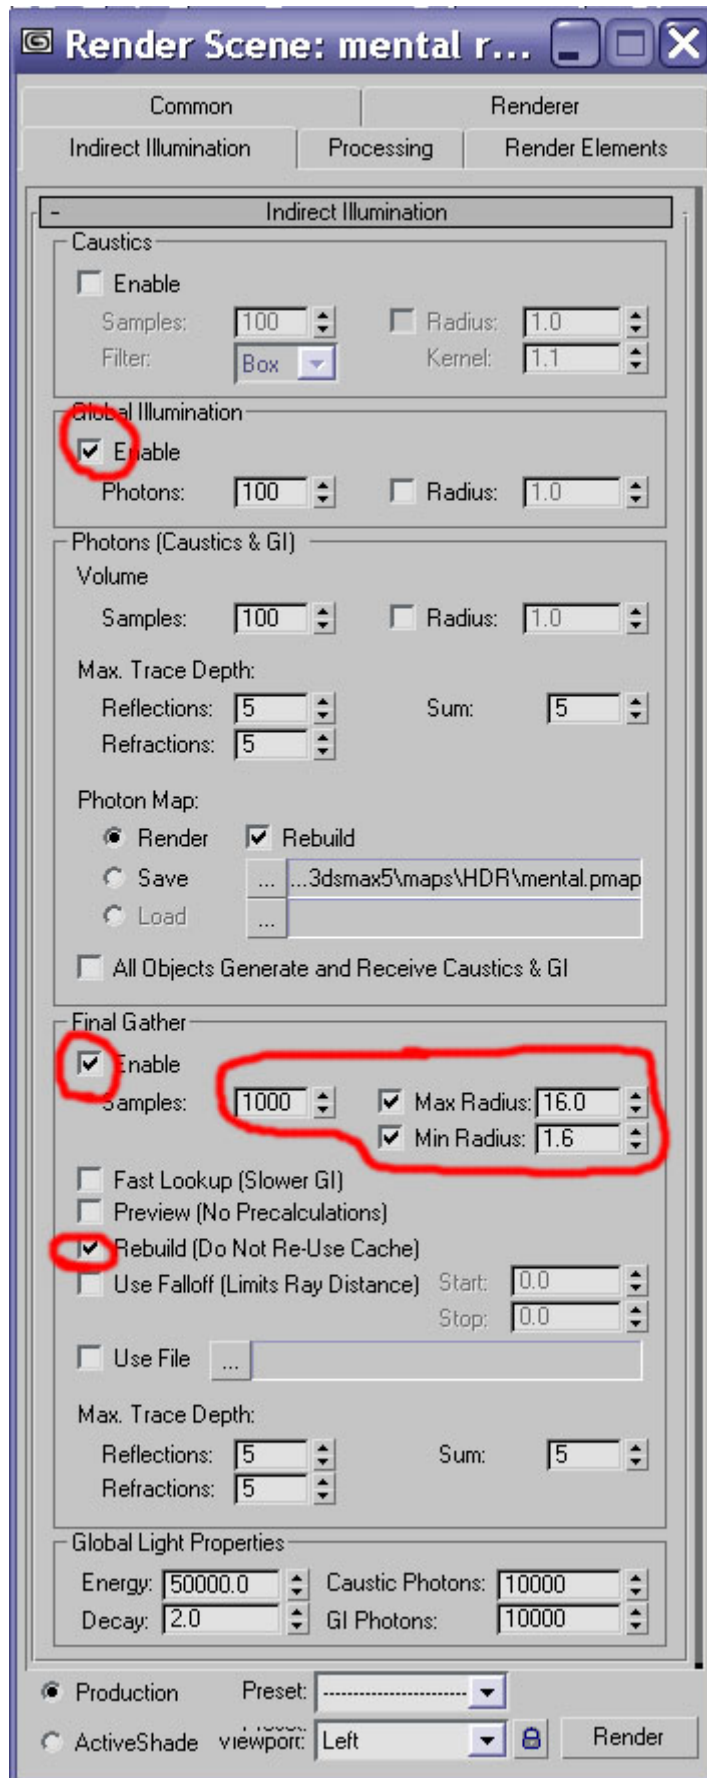 Render Scene: mental r...
Common Renderer
Indirect Illumination Processing Render Elements
- Indirect Illumination
Caustics
Enable
Samples: 100 Radius: 1.0
Filter: Box Kernel: 1.1
Global Illumination
Enable
Photons: 100 Radius: 1.0
Photons (Caustics & GI)
Volume
Samples: 100 Radius: 1.0
Max. Trace Depth:
Reflections: 5 Sum: 5
Refractions: 5
Photon Map:
Render Rebuild
Save ... ...3dsmax5\maps\HDR\mental.pmap
Load ...
All Objects Generate and Receive Caustics & GI
Final Gather
Enable
Samples: 1000 Max Radius: 16.0
Min Radius: 1.6
Fast Lookup (Slower GI)
Preview (No Precalculations)
Rebuild (Do Not Re-Use Cache)
Use Falloff (Limits Ray Distance) Start: 0.0
Stop: 0.0
Use File ...
Max. Trace Depth:
Reflections: 5 Sum: 5
Refractions: 5
Global Light Properties
Energy: 50000.0 Caustic Photons: 10000
Decay: 2.0 GI Photons: 10000
Production Preset: -----------------------
ActiveShade Viewport: Left Render